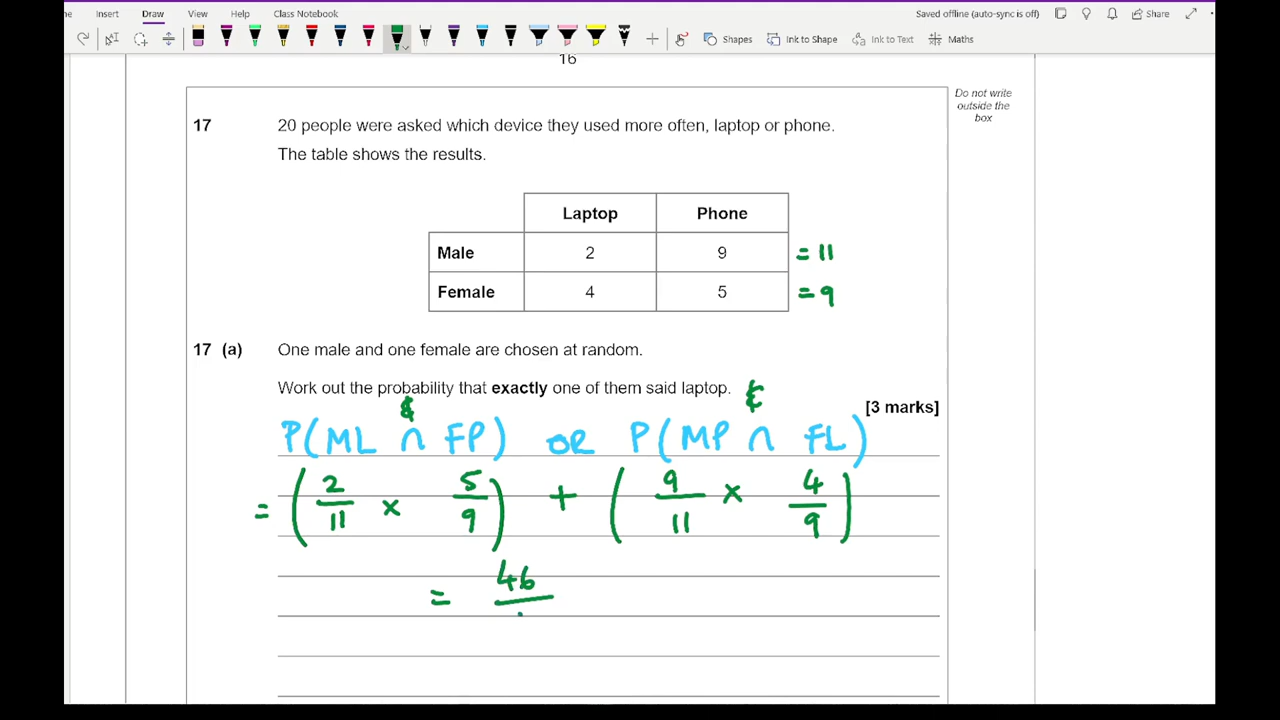 Insert Draw View Help Class Notebook Saved offline (auto-sync is off) Share
Shapes Ink to Shape Ink to Text Maths
16
Do not write
outside the
box
17 20 people were asked which device they used more often, laptop or phone.
The table shows the results.
Laptop Phone
Male 2 9 = 11
Female 4 5 = 9
17 (a) One male and one female are chosen at random.
Work out the probability that exactly one of them said laptop.
[3 marks]
& &
P(ML ∩ FP) OR P(MP ∩ FL)
= (2/11 × 5/9) + (9/11 × 4/9)
= 46